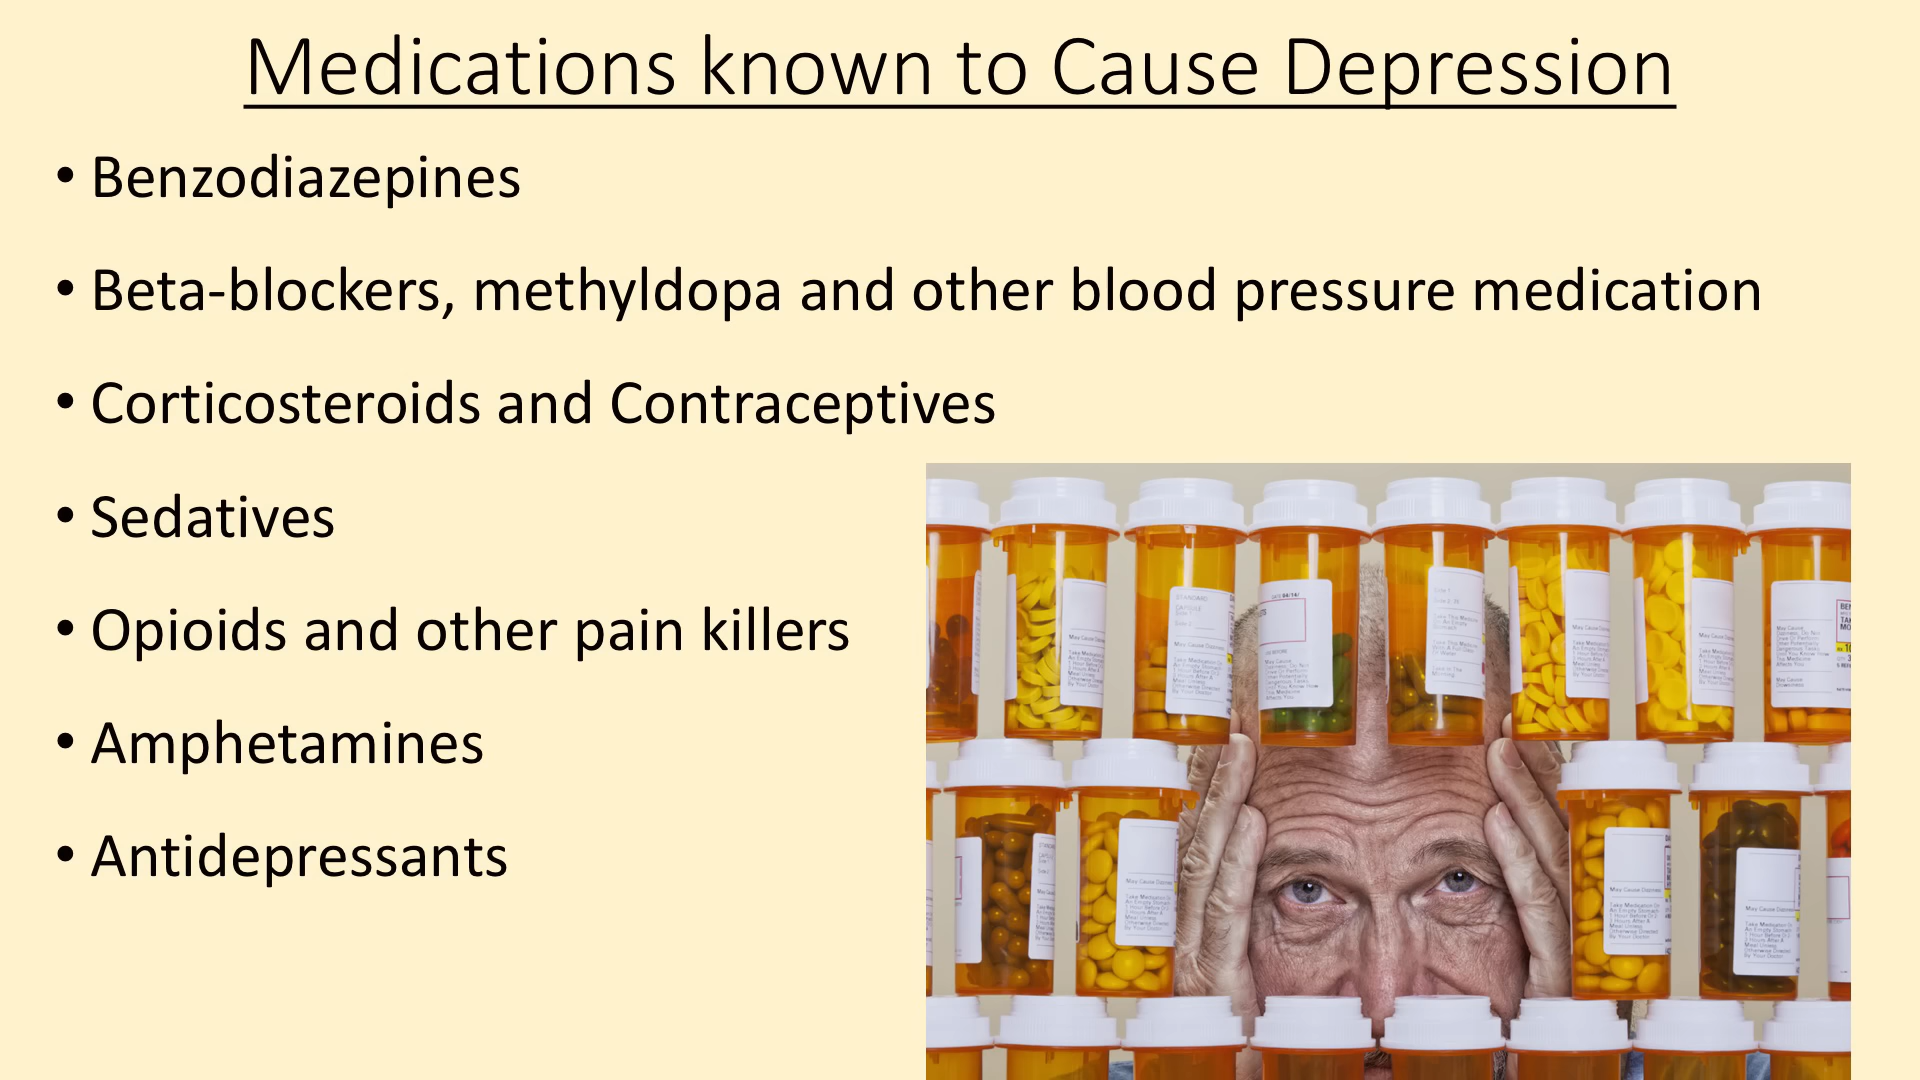 Medications known to Cause Depression
• Benzodiazepines
• Beta-blockers, methyldopa and other blood pressure medication
• Corticosteroids and Contraceptives
• Sedatives
• Opioids and other pain killers
• Amphetamines
• Antidepressants